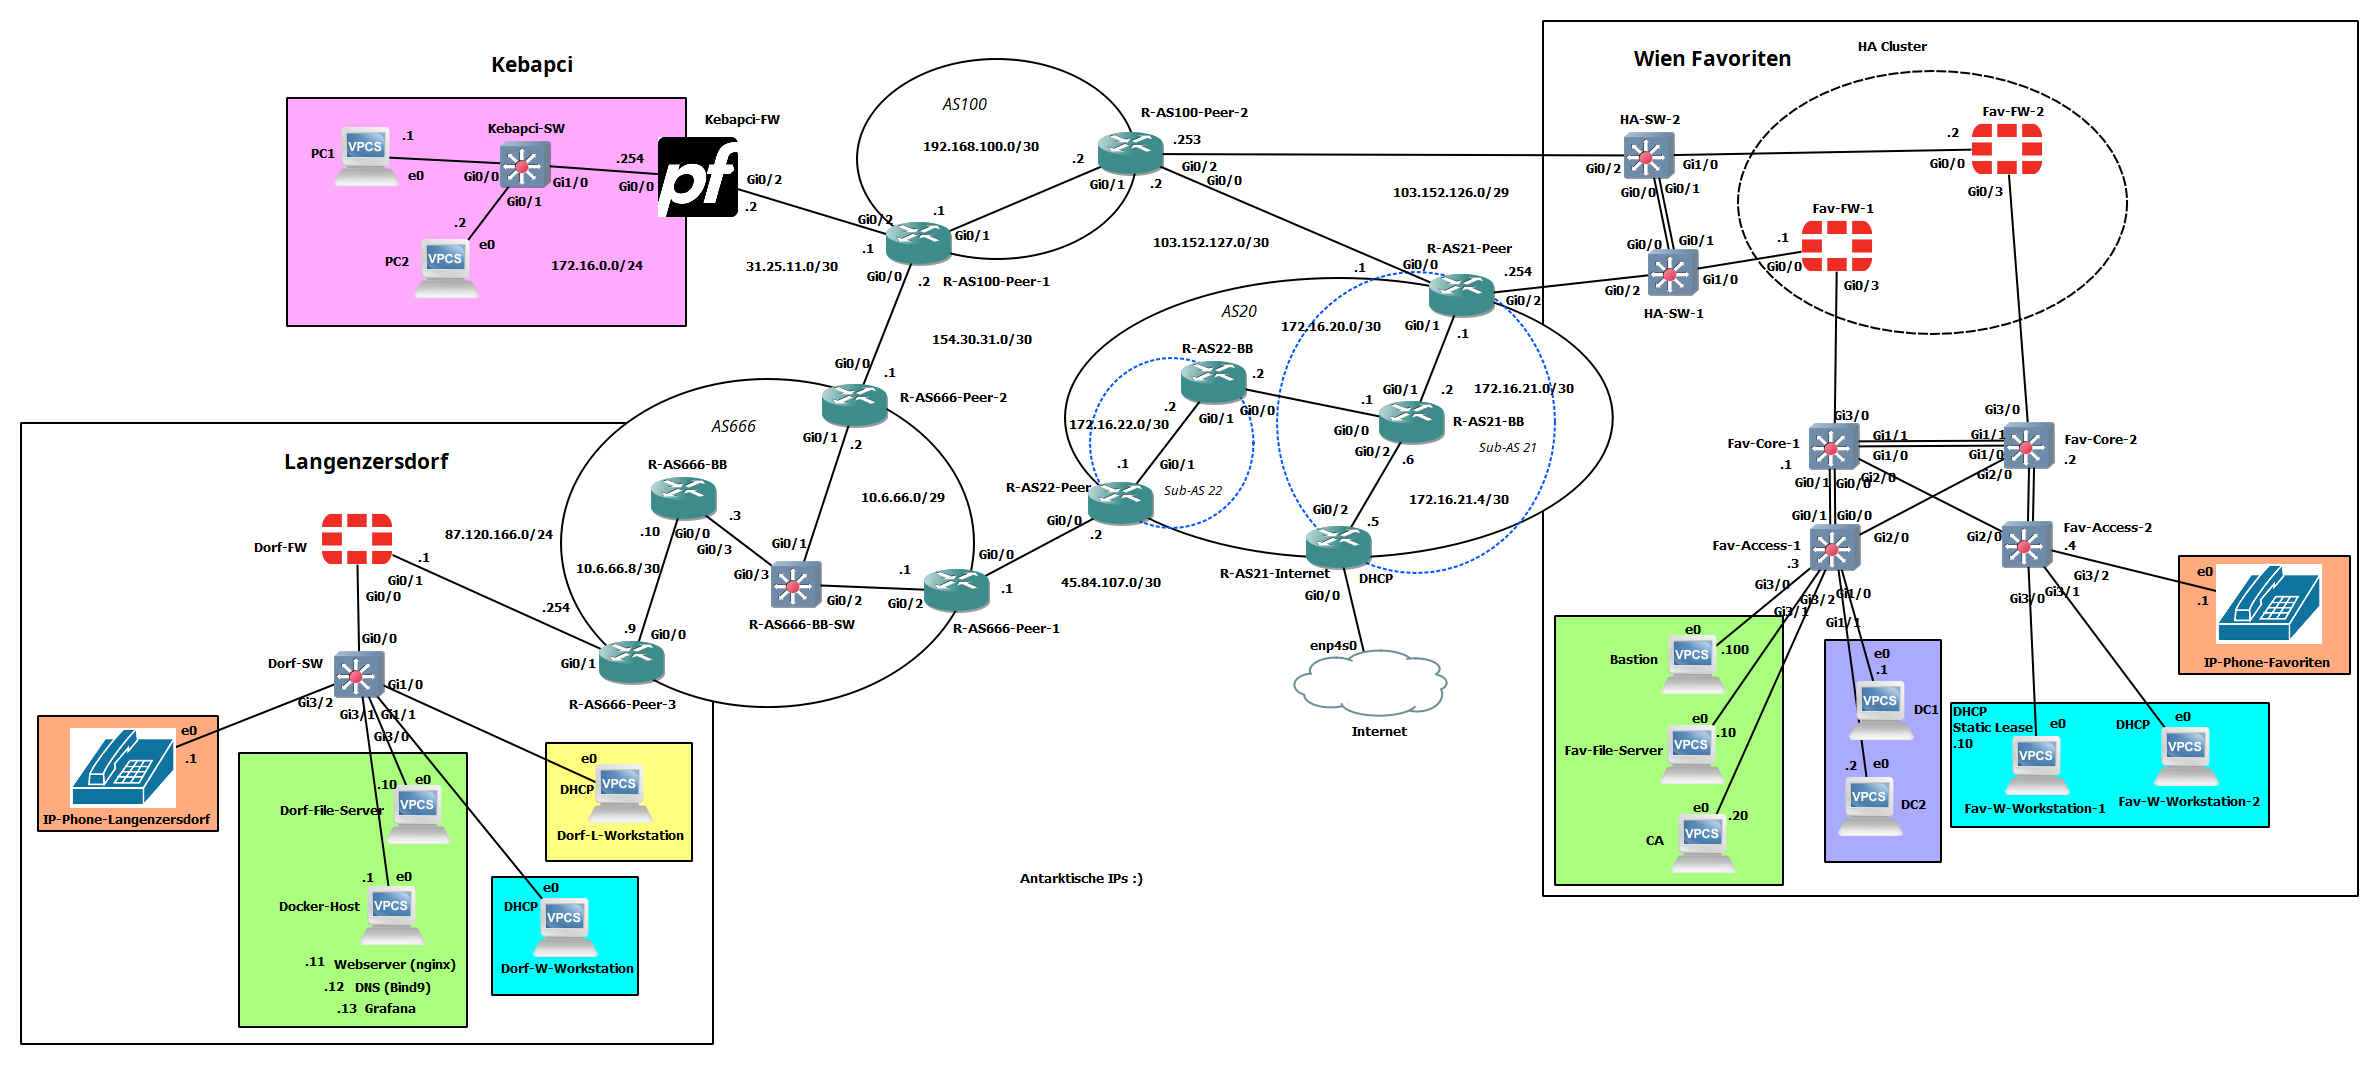 Kebapci
PC1
.1
e0
Kebapci-SW
Gi0/0
Gi1/0
Gi0/1
.254
Gi0/0
Kebapci-FW
pf
Gi0/2
.2
PC2
.2
e0
172.16.0.0/24
VPCS
VPCS
31.25.11.0/30
AS100
192.168.100.0/30
Gi0/2
.1
.1
Gi0/1
Gi0/0
.2
R-AS100-Peer-1
R-AS100-Peer-2
.253
.2
Gi0/1
.2
Gi0/2
Gi0/0
103.152.126.0/29
103.152.127.0/30
154.30.31.0/30
Wien Favoriten
HA Cluster
HA-SW-2
Gi0/2
Gi1/0
Gi0/0
Gi0/1
Gi0/0
Gi0/1
Gi0/2
Gi1/0
HA-SW-1
Fav-FW-2
.2
Gi0/0
Gi0/3
Fav-FW-1
.1
Gi0/0
Gi0/3
AS20
R-AS21-Peer
.1
Gi0/0
.254
Gi0/2
Gi0/1
.1
172.16.20.0/30
172.16.21.0/30
R-AS22-BB
.2
.2
Gi0/1
Gi0/0
172.16.22.0/30
.1
Gi0/1
Sub-AS 22
R-AS22-Peer
Gi0/0
.2
Gi0/1
.2
.1
Gi0/0
R-AS21-BB
Gi0/2
.6
Sub-AS 21
172.16.21.4/30
Gi0/2
.5
R-AS21-Internet
DHCP
Gi0/0
enp4s0
Internet
45.84.107.0/30
AS666
Gi0/0
.1
R-AS666-Peer-2
Gi0/1
.2
R-AS666-BB
.10
Gi0/0
.3
Gi0/3
10.6.66.0/29
10.6.66.8/30
Gi0/1
Gi0/3
Gi0/2
R-AS666-BB-SW
.1
Gi0/2
Gi0/0
.1
R-AS666-Peer-1
.9
Gi0/0
Gi0/1
.254
R-AS666-Peer-3
Langenzersdorf
87.120.166.0/24
Dorf-FW
.1
Gi0/1
Gi0/0
Gi0/0
Dorf-SW
Gi3/2
Gi3/1
Gi1/1
Gi1/0
Gi3/0
e0
.1
IP-Phone-Langenzersdorf
.10
e0
Dorf-File-Server
VPCS
.1
e0
Docker-Host
VPCS
.11 Webserver (nginx)
.12 DNS (Bind9)
.13 Grafana
e0
DHCP
VPCS
Dorf-L-Workstation
e0
DHCP
VPCS
Dorf-W-Workstation
Antarktische IPs :)
Gi3/0
Fav-Core-1
.1
Gi1/1
Gi1/0
Gi0/1
Gi0/0
Gi2/0
Gi3/0
Gi1/1
Gi1/0
Gi2/0
Fav-Core-2
.2
Gi0/1
Gi0/0
Fav-Access-1
.3
Gi2/0
Gi3/0
Gi3/1
Gi3/2
Gi1/0
Gi1/1
Gi2/0
Fav-Access-2
.4
Gi3/2
Gi3/0
Gi3/1
e0
.1
IP-Phone-Favoriten
e0
Bastion
VPCS
.100
e0
Fav-File-Server
VPCS
.10
e0
CA
VPCS
.20
e0
.1
VPCS
DC1
.2
e0
VPCS
DC2
DHCP
Static Lease
.10
e0
VPCS
Fav-W-Workstation-1
DHCP
e0
VPCS
Fav-W-Workstation-2